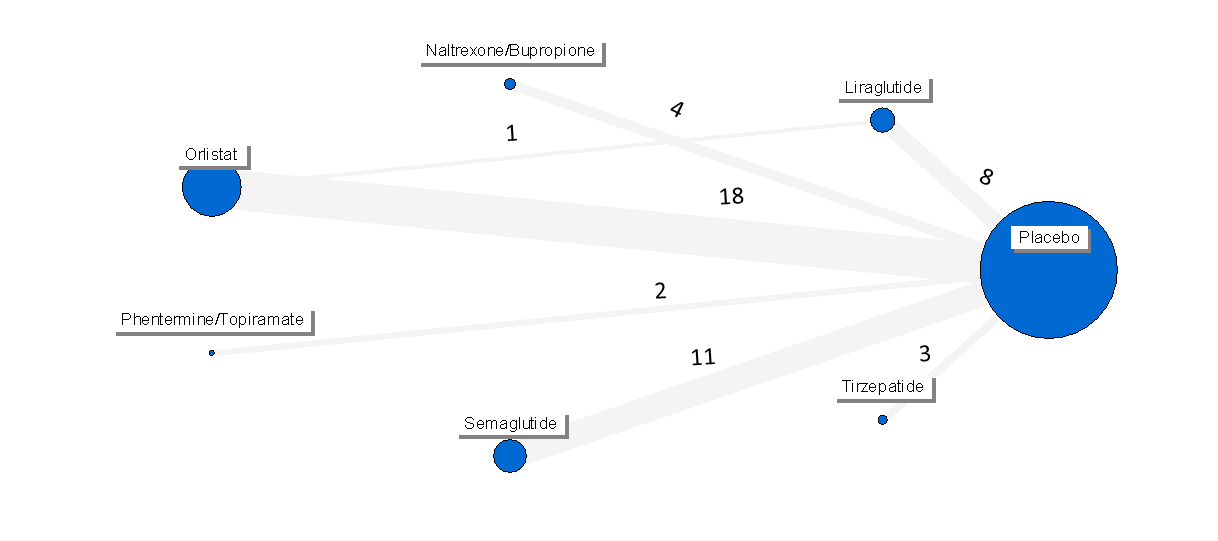 Naltrexone/Bupropione
Liraglutide
4
1
Orlistat
8
18
Placebo
2
Phentermine/Topiramate
11
3
Tirzepatide
Semaglutide